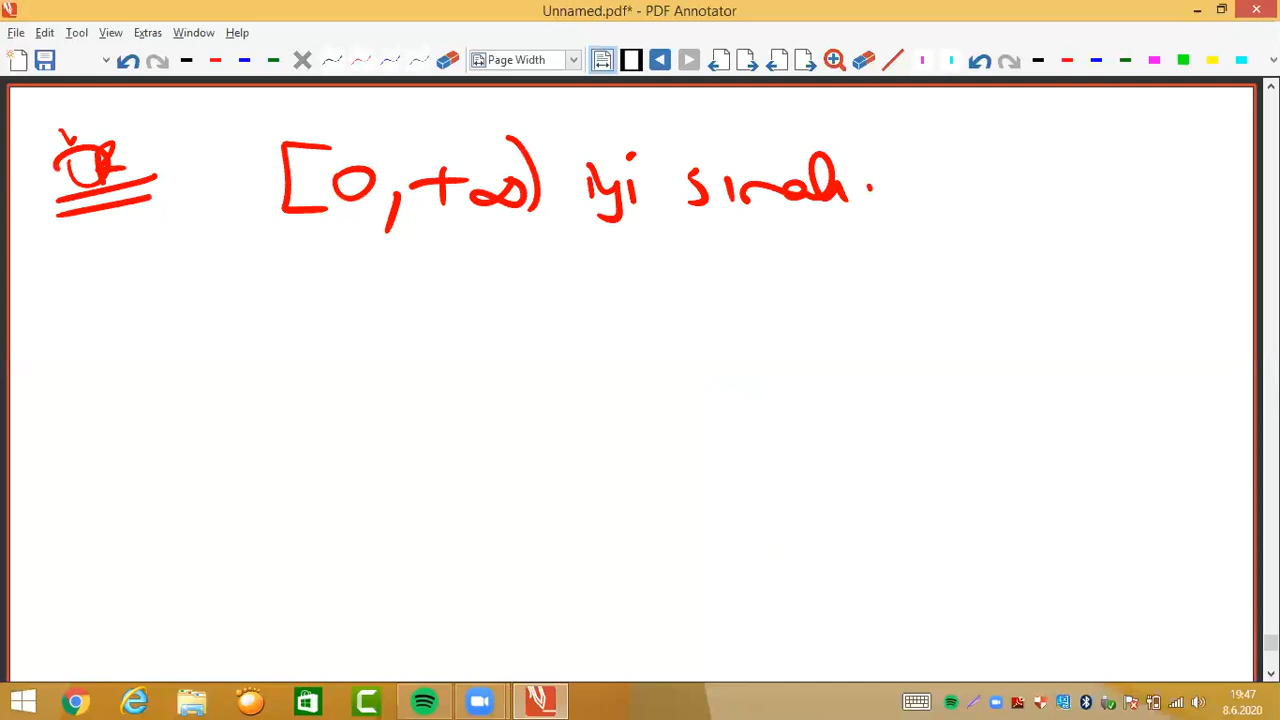 Unnamed.pdf* - PDF Annotator
File Edit Tool View Extras Window Help
Page Width
[0, +∞) iyi sıralı.
19:47
8.6.2020